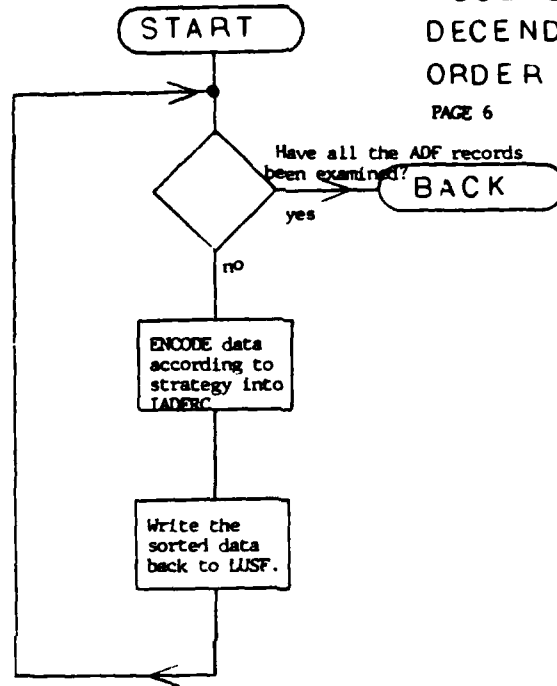 START
DECEND
ORDER
PAGE 6
Have all the ADF records
been examined?
BACK
yes
no
ENCODE data
according to
strategy into
IADFRC
Write the
sorted data
back to LUSF.